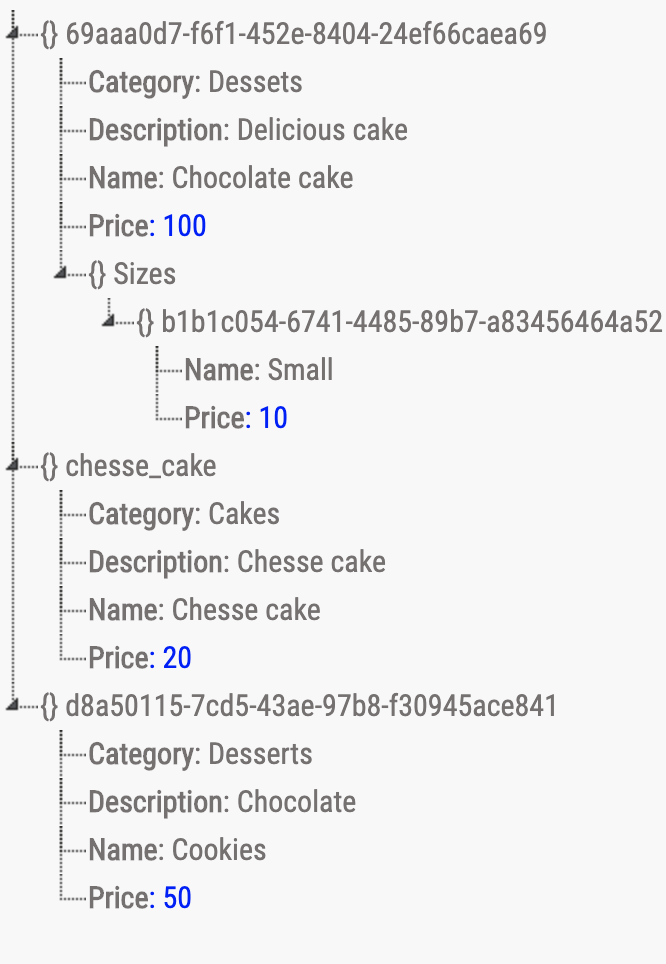 {} 69aaa0d7-f6f1-452e-8404-24ef66caea69
Category: Dessets
Description: Delicious cake
Name: Chocolate cake
Price: 100
{} Sizes
{} b1b1c054-6741-4485-89b7-a83456464a52
Name: Small
Price: 10
{} chesse_cake
Category: Cakes
Description: Chesse cake
Name: Chesse cake
Price: 20
{} d8a50115-7cd5-43ae-97b8-f30945ace841
Category: Desserts
Description: Chocolate
Name: Cookies
Price: 50